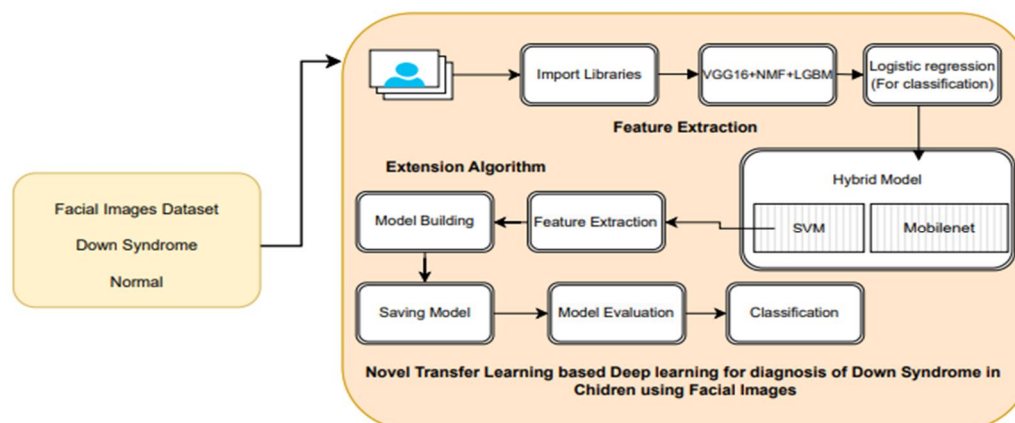 Facial Images Dataset
Down Syndrome
Normal
Import Libraries
VGG16+NMF+LGBM
Logistic regression
(For classification)
Feature Extraction
Extension Algorithm
Hybrid Model
SVM
Mobilenet
Feature Extraction
Model Building
Saving Model
Model Evaluation
Classification
Novel Transfer Learning based Deep learning for diagnosis of Down Syndrome in
Chidren using Facial Images